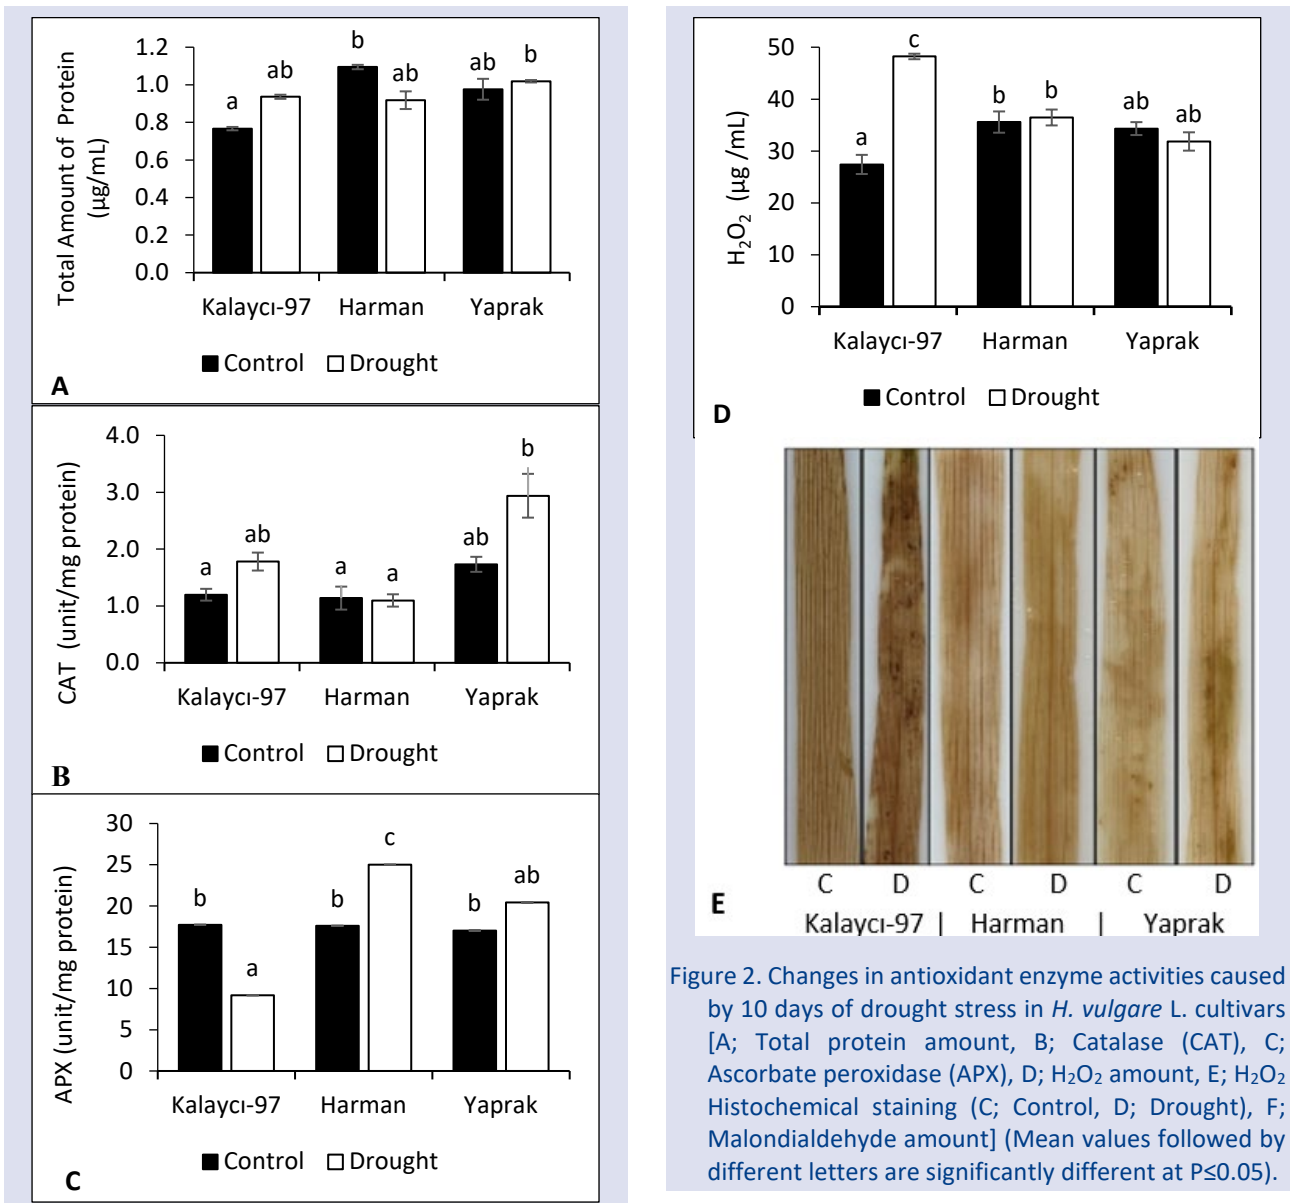 Total Amount of Protein
(µg/mL)
1.2
1.0
0.8
0.6
0.4
0.2
0.0
a
ab
b
ab
ab
b
Kalaycı-97 Harman Yaprak
Control Drought
A
CAT (unit/mg protein)
4.0
3.0
2.0
1.0
0.0
a
ab
a
a
ab
b
Kalaycı-97 Harman Yaprak
Control Drought
B
APX (unit/mg protein)
30
25
20
15
10
5
0
b
a
b
c
b
ab
Kalaycı-97 Harman Yaprak
Control Drought
C
H₂O₂ (µg /mL)
50
40
30
20
10
0
a
c
b
b
ab
ab
Kalaycı-97 Harman Yaprak
Control Drought
D
C D C D C D
E
Kalaycı-97 | Harman | Yaprak
Figure 2. Changes in antioxidant enzyme activities caused
by 10 days of drought stress in H. vulgare L. cultivars
[A; Total protein amount, B; Catalase (CAT), C;
Ascorbate peroxidase (APX), D; H₂O₂ amount, E; H₂O₂
Histochemical staining (C; Control, D; Drought), F;
Malondialdehyde amount] (Mean values followed by
different letters are significantly different at P≤0.05).